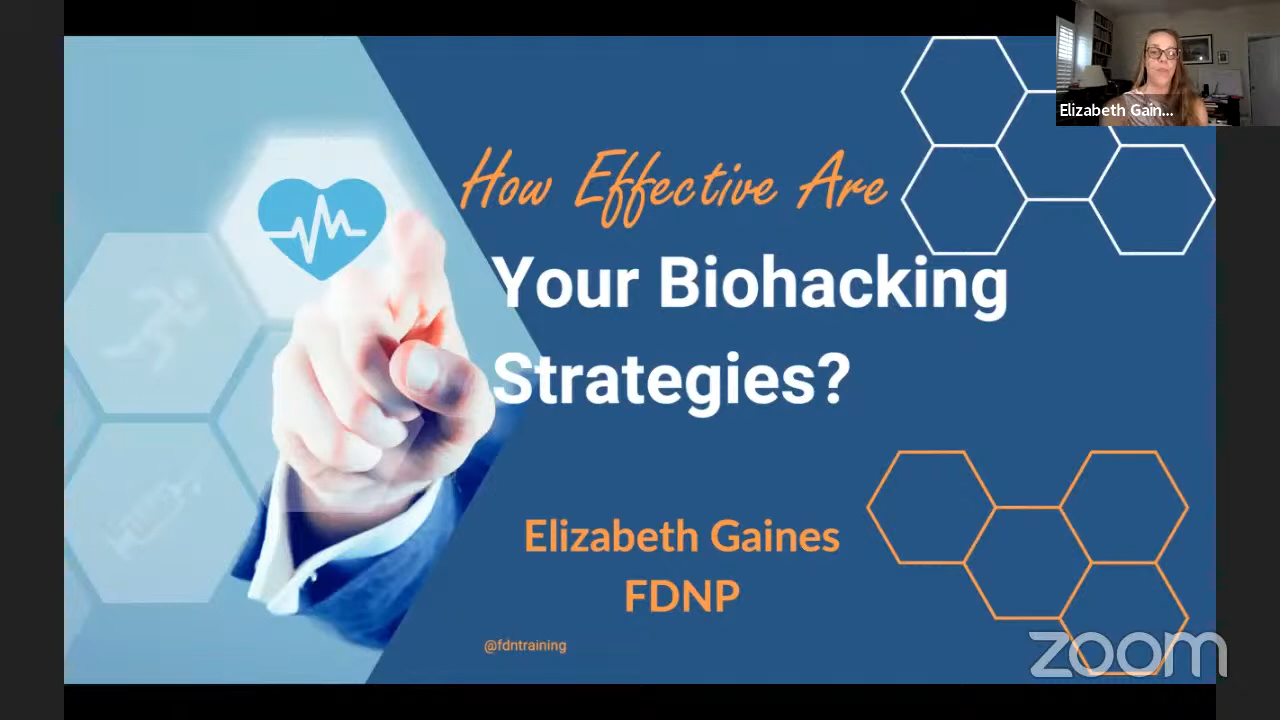 Elizabeth Gain...
How Effective Are
Your Biohacking
Strategies?
Elizabeth Gaines
FDNP
@fdntraining
zoom